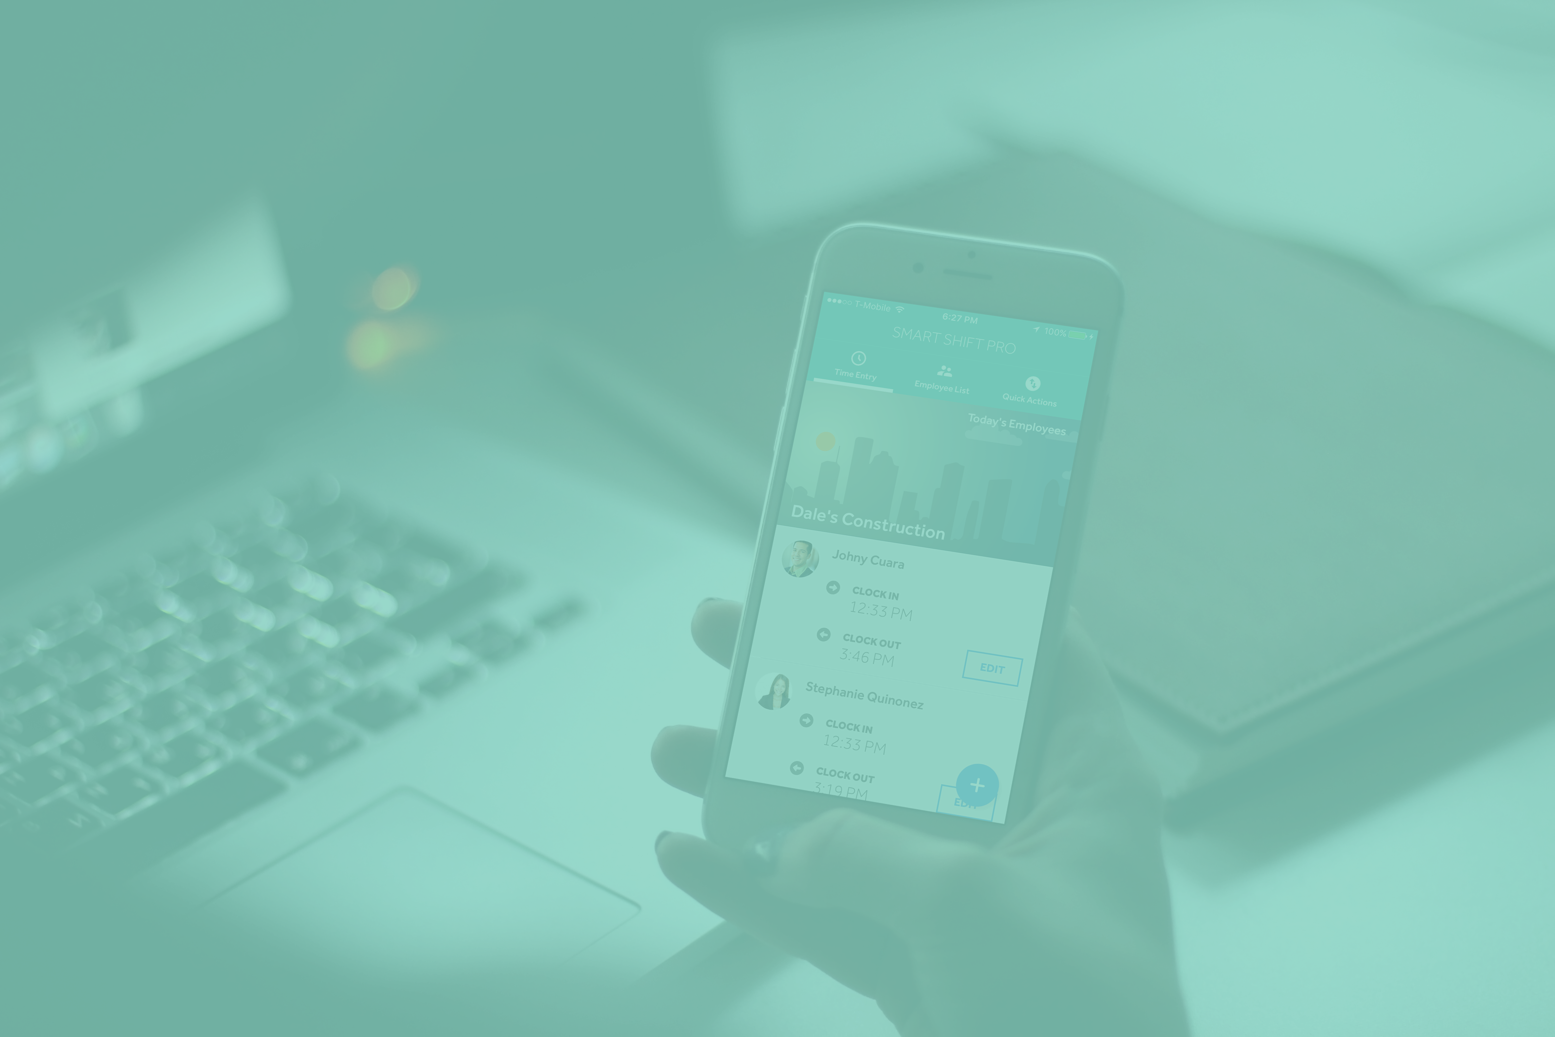 T-Mobile 6:27 PM 100%
SMART SHIFT PRO
Time Entry Employee List Quick Actions
Today's Employees
Dale's Construction
Johny Cuara
CLOCK IN
12:33 PM
CLOCK OUT
3:46 PM
EDIT
Stephanie Quinonez
CLOCK IN
12:33 PM
CLOCK OUT
3:19 PM
EDIT